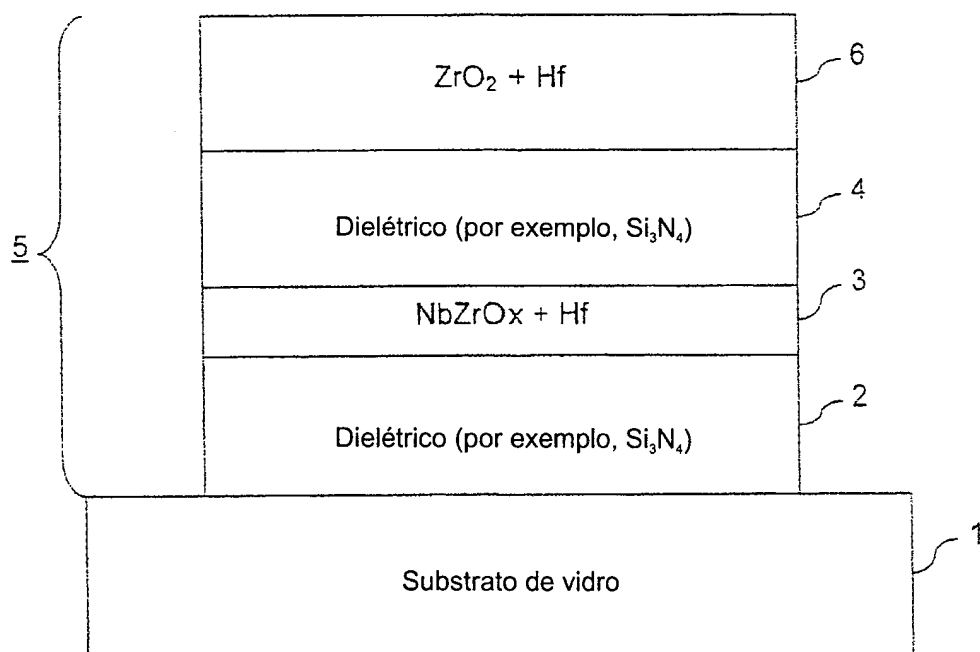 6
ZrO₂ + Hf
4
Dielétrico (por exemplo, Si₃N₄)
5
3
NbZrOx + Hf
2
Dielétrico (por exemplo, Si₃N₄)
1
Substrato de vidro